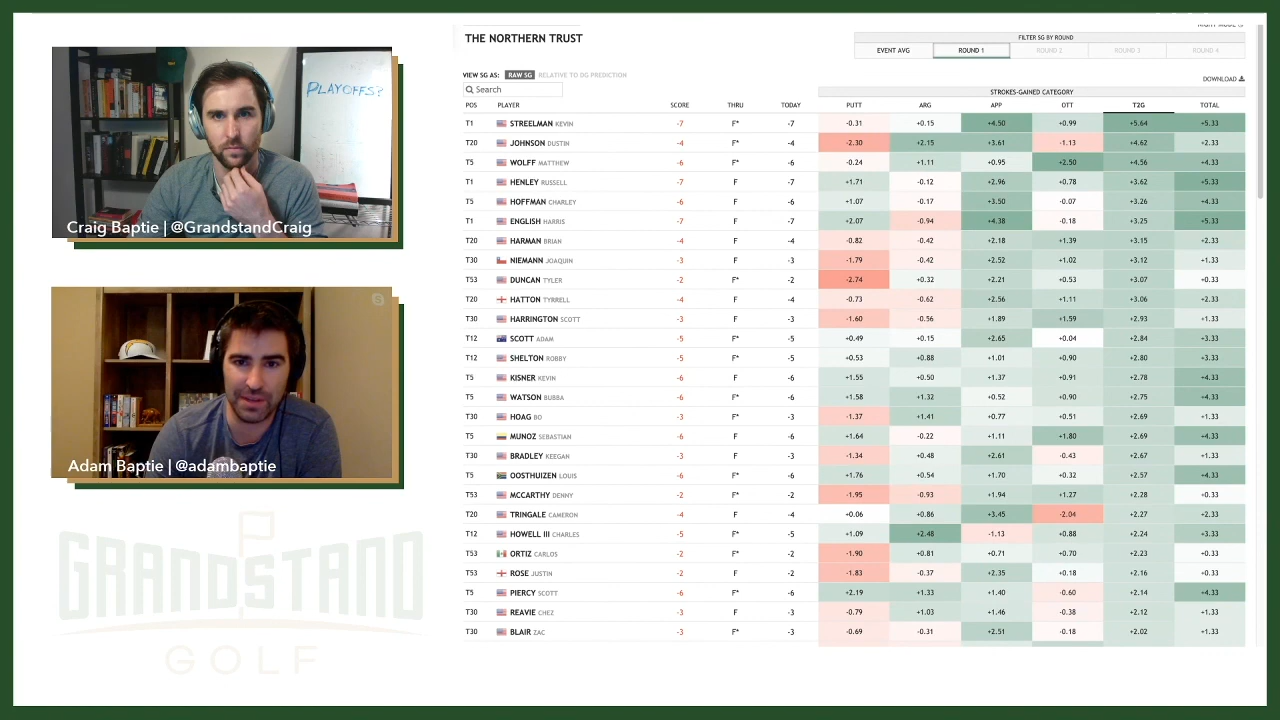 PLAYOFFS?
Craig Baptie | @GrandstandCraig
Adam Baptie | @adambaptie
GRANDSTAND
GOLF
THE NORTHERN TRUST
FILTER SG BY ROUND
EVENT AVG ROUND 1 ROUND 2 ROUND 3 ROUND 4
VIEW SG AS: RAW SG RELATIVE TO DG PREDICTION
Search
DOWNLOAD
STROKES-GAINED CATEGORY
POS PLAYER SCORE THRU TODAY PUTT ARG APP OTT T2G TOTAL
T1 STREELMAN KEVIN -7 F* -7 -0.31 +0.15 +4.50 +0.99 +5.64 +5.33
T20 JOHNSON DUSTIN -4 F* -4 -2.30 +2.15 +3.61 -1.13 +4.62 +2.33
T5 WOLFF MATTHEW -6 F* -6 -0.24 +1.11 +0.95 +2.50 +4.56 +4.33
T1 HENLEY RUSSELL -7 F -7 +1.71 -0.12 +2.96 +0.78 +3.62 +5.33
T5 HOFFMAN CHARLEY -6 F -6 +1.07 -0.17 +3.50 -0.07 +3.26 +4.33
T1 ENGLISH HARRIS -7 F -7 +2.07 -0.94 +4.38 -0.18 +3.25 +5.33
T20 HARMAN BRIAN -4 F -4 -0.82 -0.42 +2.18 +1.39 +3.15 +2.33
T30 NIEMANN JOAQUIN -3 F -3 -1.79 -0.42 +2.22 +1.02 +3.12 +1.33
T53 DUNCAN TYLER -2 F* -2 -2.74 +0.32 +2.21 +0.53 +3.07 +0.33
T20 HATTON TYRRELL -4 F -4 -0.73 -0.62 +2.56 +1.11 +3.06 +2.33
T30 HARRINGTON SCOTT -3 F -3 -1.60 -0.56 +1.89 +1.59 +2.93 +1.33
T12 SCOTT ADAM -5 F* -5 +0.49 +0.15 +2.65 +0.04 +2.84 +3.33
T12 SHELTON ROBBY -5 F* -5 +0.53 +0.88 +1.01 +0.90 +2.80 +3.33
T5 KISNER KEVIN -6 F -6 +1.55 +0.50 +1.37 +0.91 +2.78 +4.33
T5 WATSON BUBBA -6 F* -6 +1.58 +1.32 +0.52 +0.90 +2.75 +4.33
T30 HOAG BO -3 F* -3 -1.37 +1.41 +0.77 +0.51 +2.69 +1.33
T5 MUNOZ SEBASTIAN -6 F -6 +1.64 -0.22 +1.11 +1.80 +2.69 +4.33
T30 BRADLEY KEEGAN -3 F -3 -1.34 +0.48 +2.61 -0.43 +2.67 +1.33
T5 OOSTHUIZEN LOUIS -6 F* -6 +1.76 +0.54 +1.70 +0.32 +2.57 +4.33
T53 MCCARTHY DENNY -2 F* -2 -1.95 -0.93 +1.94 +1.27 +2.28 +0.33
T20 TRINGALE CAMERON -4 F -4 +0.06 +0.86 +3.45 -2.04 +2.27 +2.33
T12 HOWELL III CHARLES -5 F* -5 +1.09 +2.48 -1.13 +0.88 +2.24 +3.33
T53 ORTIZ CARLOS -2 F* -2 -1.90 +0.81 +0.71 +0.70 +2.23 +0.33
T53 ROSE JUSTIN -2 F -2 -1.83 -0.37 +2.35 +0.18 +2.16 +0.33
T5 PIERCY SCOTT -6 F* -6 +2.19 +1.33 +1.40 -0.60 +2.14 +4.33
T30 REAVIE CHEZ -3 F -3 -0.79 +1.03 +1.46 -0.38 +2.12 +1.33
T30 BLAIR ZAC -3 F* -3 -0.69 -0.31 +2.51 -0.18 +2.02 +1.33